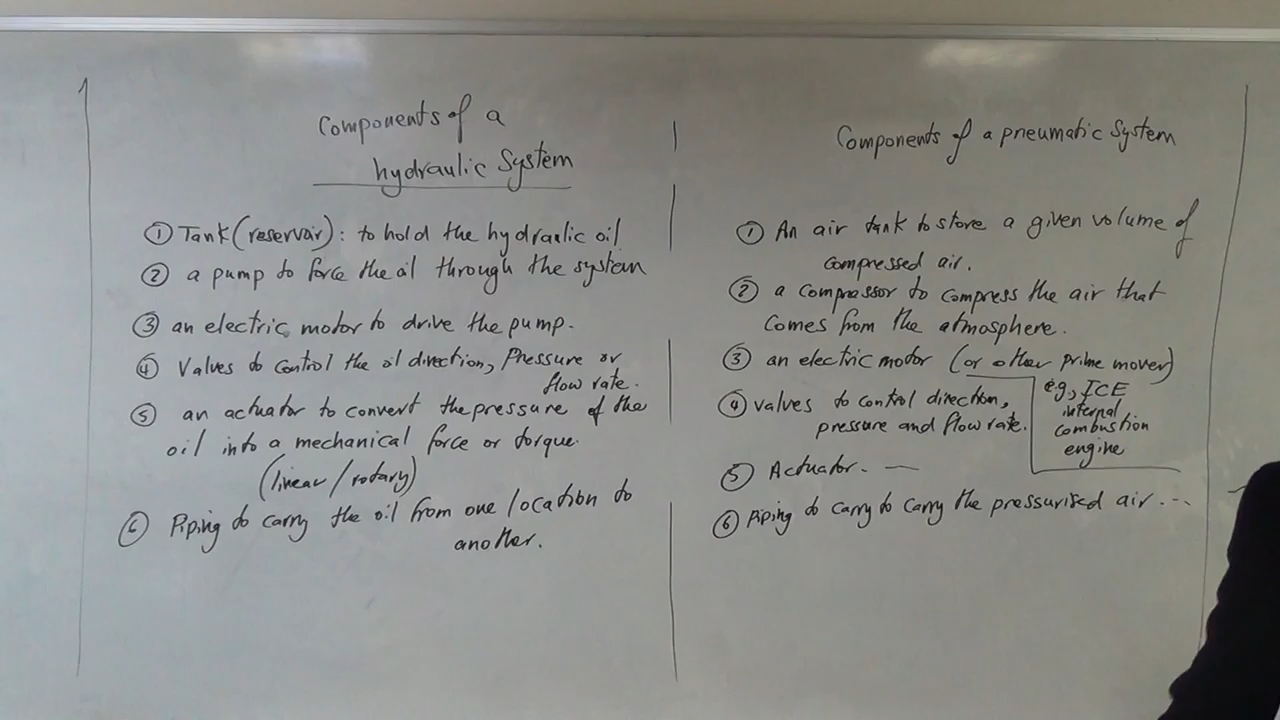 Components of a
hydraulic System
① Tank (reservoir): to hold the hydraulic oil
② a pump to force the oil through the system
③ an electric motor to drive the pump.
④ Valves to control the oil direction, Pressure or
flow rate.
⑤ an actuator to convert the pressure of the
oil into a mechanical force or torque.
(linear/rotary)
⑥ Piping to carry the oil from one location to
another.
Components of a pneumatic System
① An air tank to store a given volume of
compressed air.
② a compressor to compress the air that
comes from the atmosphere.
③ an electric motor (or other prime mover)
e.g., ICE
internal
combustion
engine
④ valves to control direction,
pressure and flow rate.
⑤ Actuator. —
⑥ Piping to carry to carry the pressurised air ...